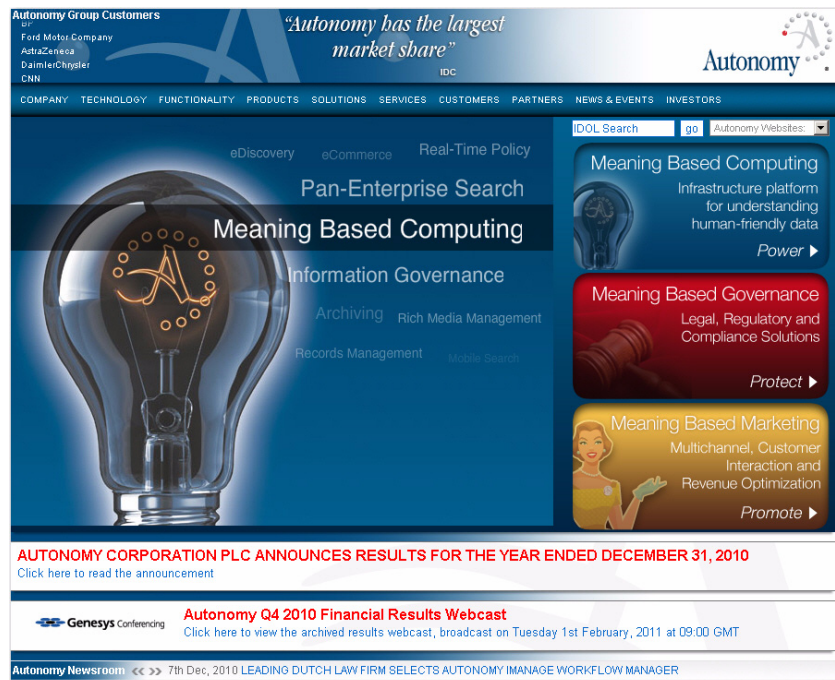 Autonomy Group Customers
BP
Ford Motor Company
AstraZeneca
DaimlerChrysler
CNN
"Autonomy has the largest
market share"
IDC
Autonomy
COMPANY TECHNOLOGY FUNCTIONALITY PRODUCTS SOLUTIONS SERVICES CUSTOMERS PARTNERS NEWS & EVENTS INVESTORS
IDOL Search go Autonomy Websites:
eDiscovery eCommerce Real-Time Policy
Pan-Enterprise Search
Meaning Based Computing
Information Governance
Archiving Rich Media Management
Records Management Mobile Search
Meaning Based Computing
Infrastructure platform
for understanding
human-friendly data
Power
Meaning Based Governance
Legal, Regulatory and
Compliance Solutions
Protect
Meaning Based Marketing
Multichannel, Customer
Interaction and
Revenue Optimization
Promote
AUTONOMY CORPORATION PLC ANNOUNCES RESULTS FOR THE YEAR ENDED DECEMBER 31, 2010
Click here to read the announcement
Genesys Conferencing
Autonomy Q4 2010 Financial Results Webcast
Click here to view the archived results webcast, broadcast on Tuesday 1st February, 2011 at 09:00 GMT
Autonomy Newsroom << >> 7th Dec, 2010 LEADING DUTCH LAW FIRM SELECTS AUTONOMY IMANAGE WORKFLOW MANAGER